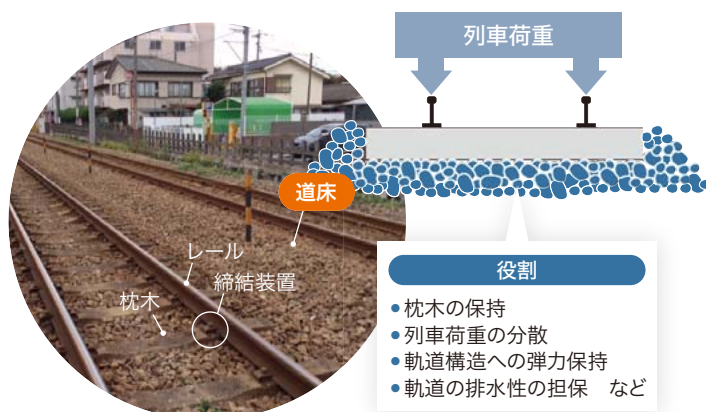 列車荷重
道床
レール
締結装置
枕木
役割
•枕木の保持
•列車荷重の分散
•軌道構造への弾力保持
•軌道の排水性の担保　など